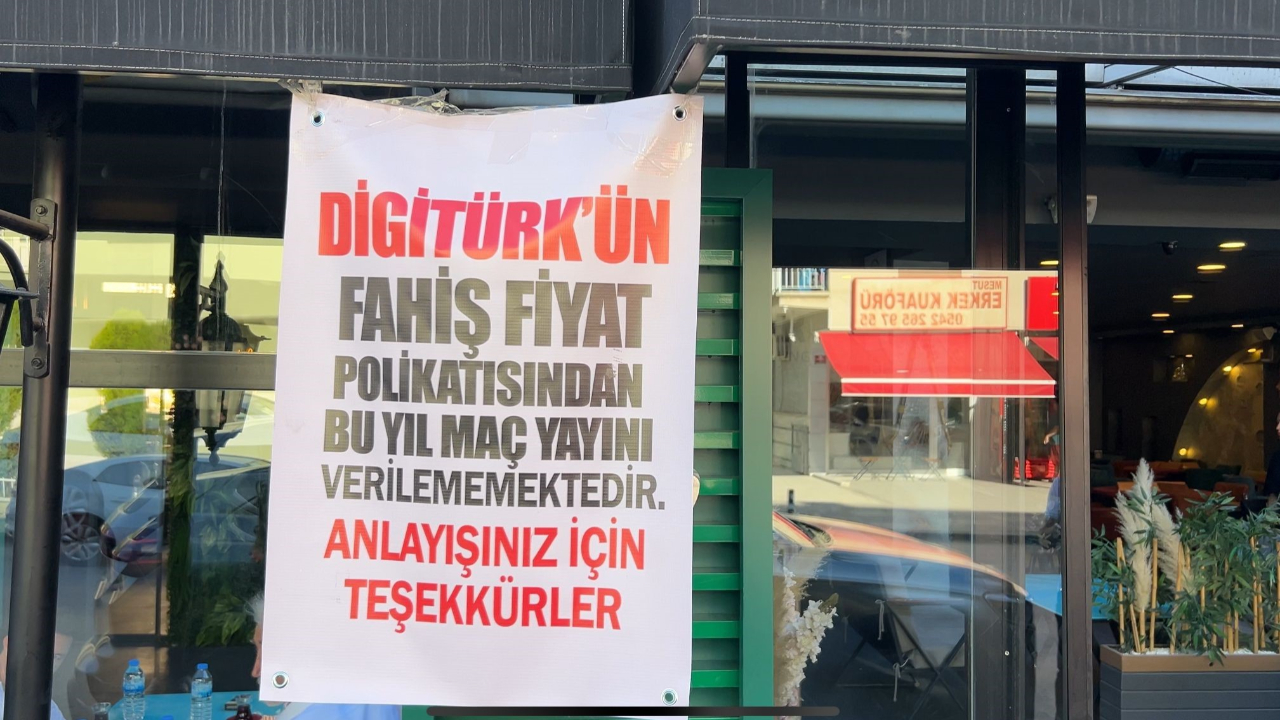 DİGİTÜRK'ÜN
FAHİŞ FİYAT
POLİKATISINDAN
BU YIL MAÇ YAYINI
VERİLEMEMEKTEDİR.
ANLAYIŞINIZ İÇİN
TEŞEKKÜRLER
MESUT
ERKEK KUAFÖRÜ
0542 265 97 55